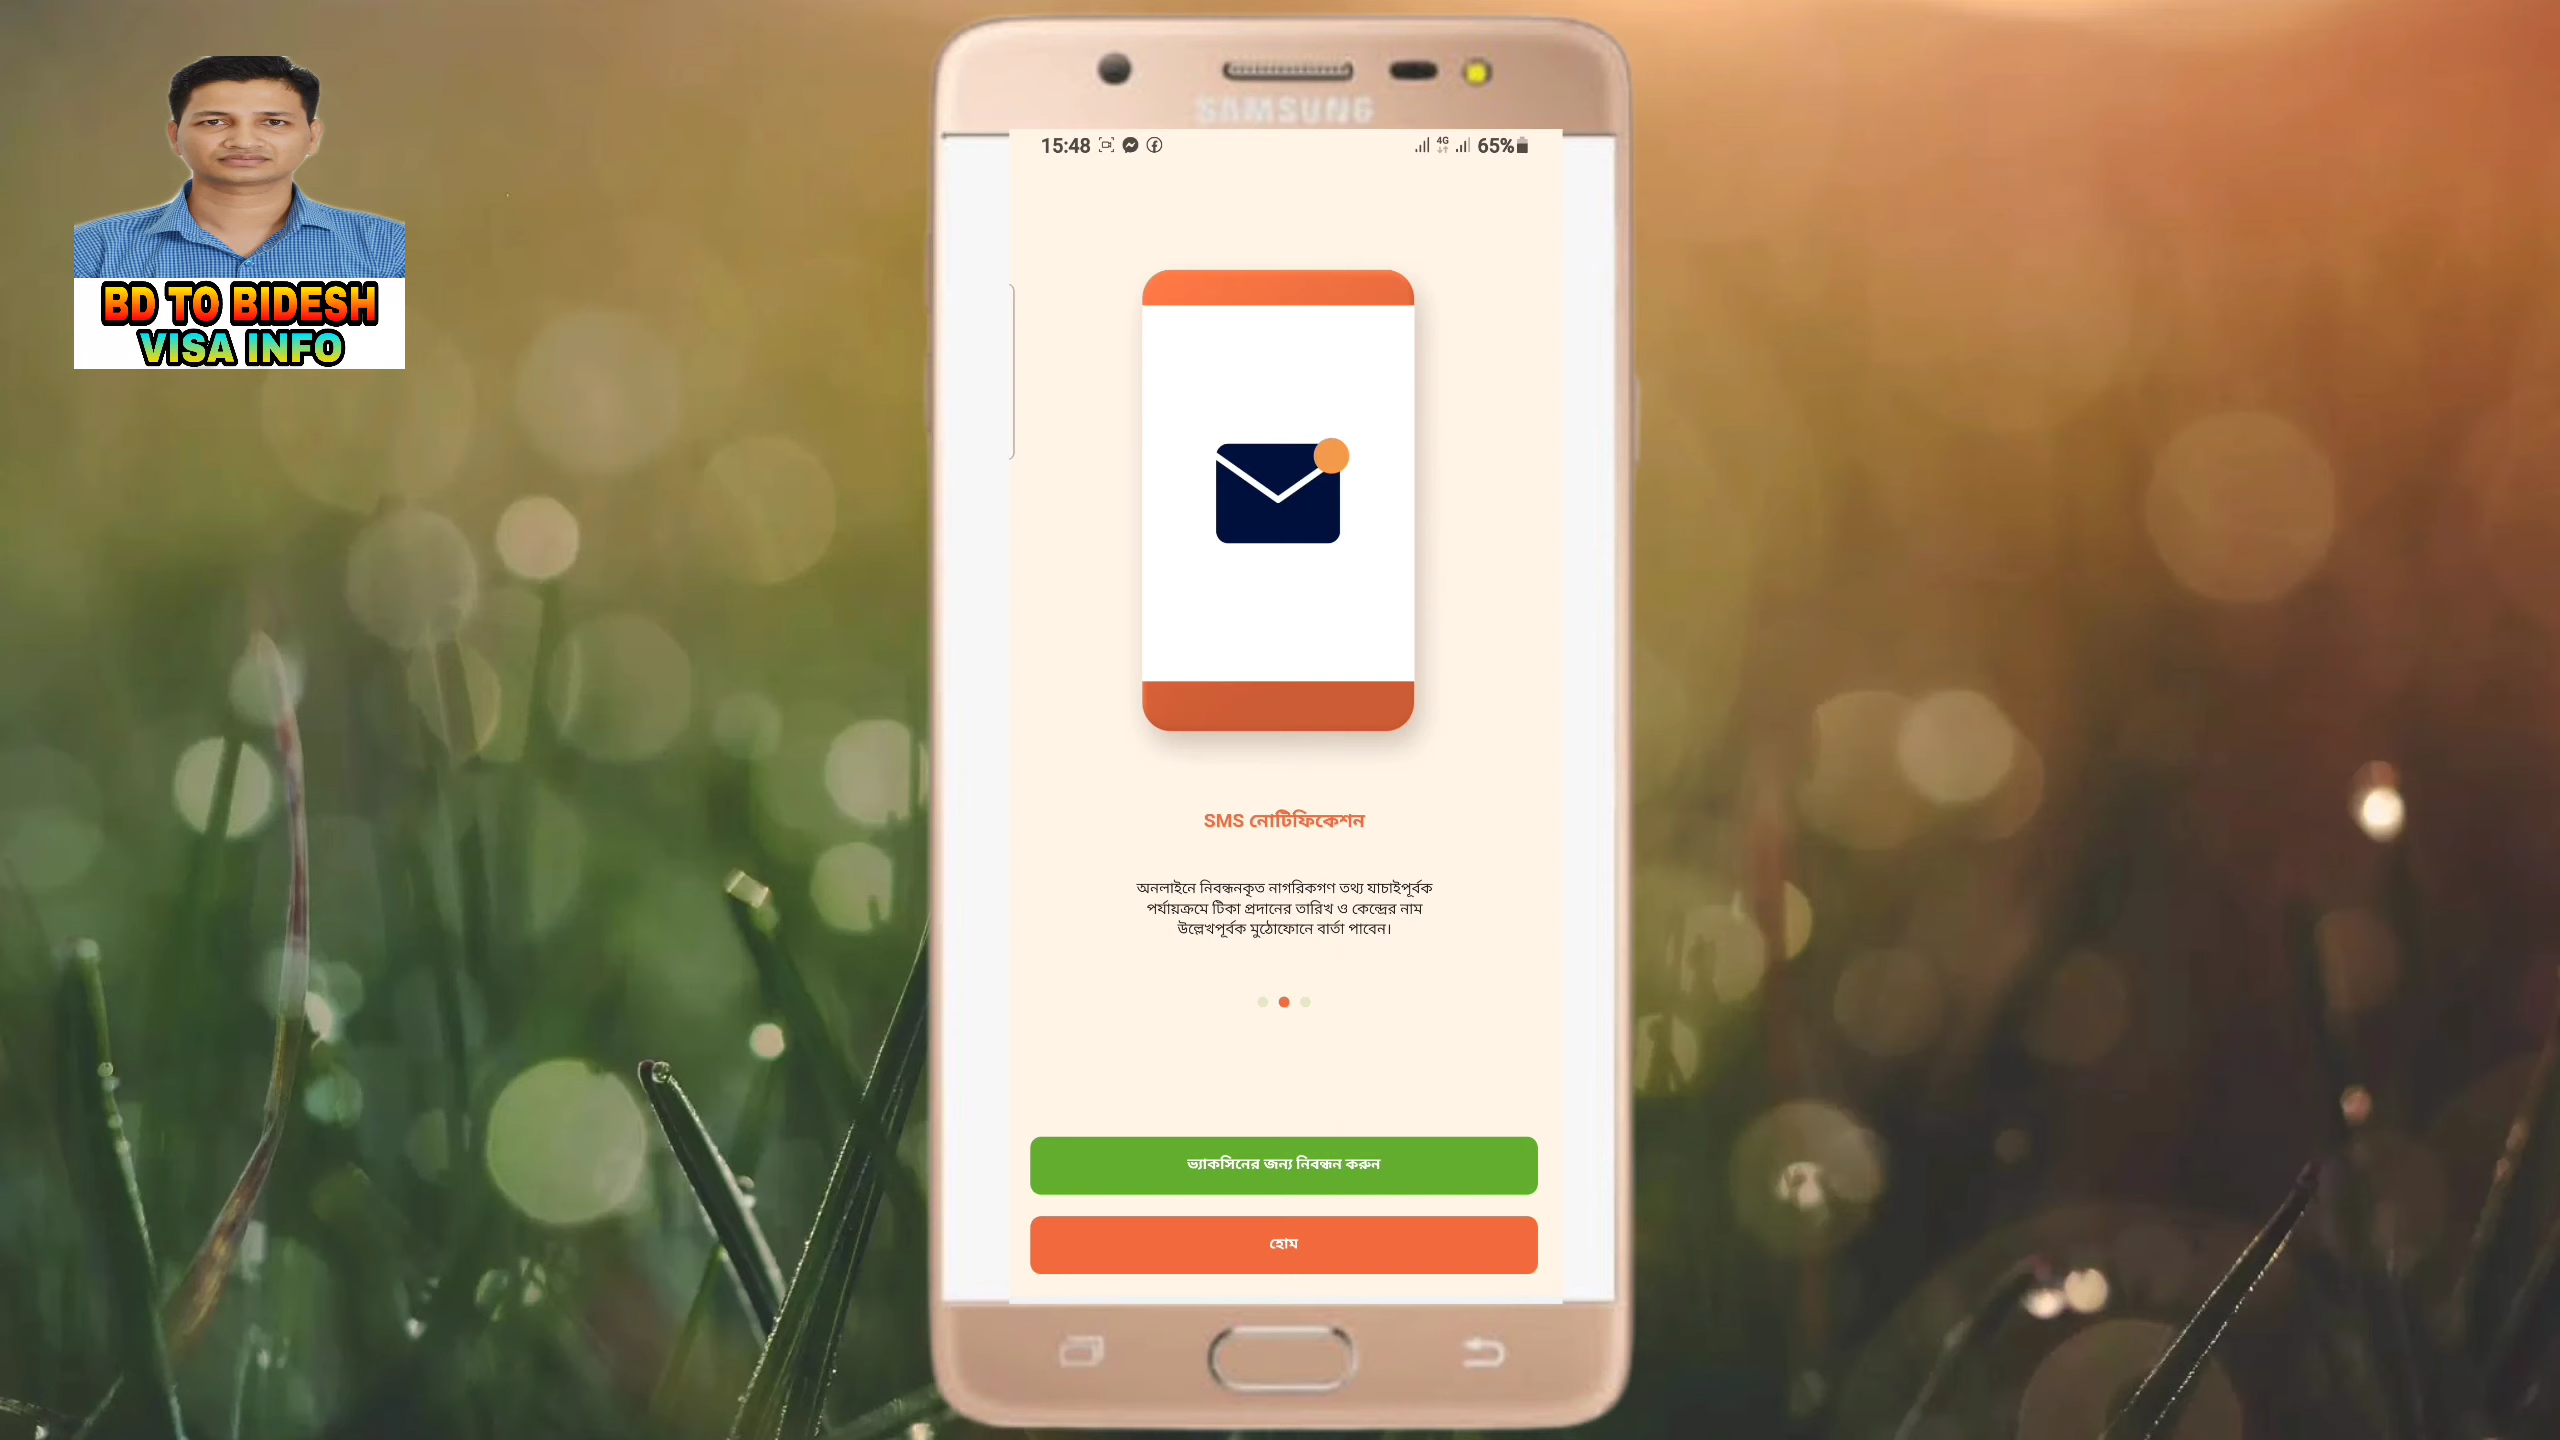 BD TO BIDESH
VISA INFO
SAMSUNG
15:48
4G
65%
SMS নোটিফিকেশন
অনলাইনে নিবন্ধনকৃত নাগরিকগণ তথ্য যাচাইপূর্বক
পর্যায়ক্রমে টিকা প্রদানের তারিখ ও কেন্দ্রের নাম
উল্লেখপূর্বক মুঠোফোনে বার্তা পাবেন।
ভ্যাকসিনের জন্য নিবন্ধন করুন
হোম